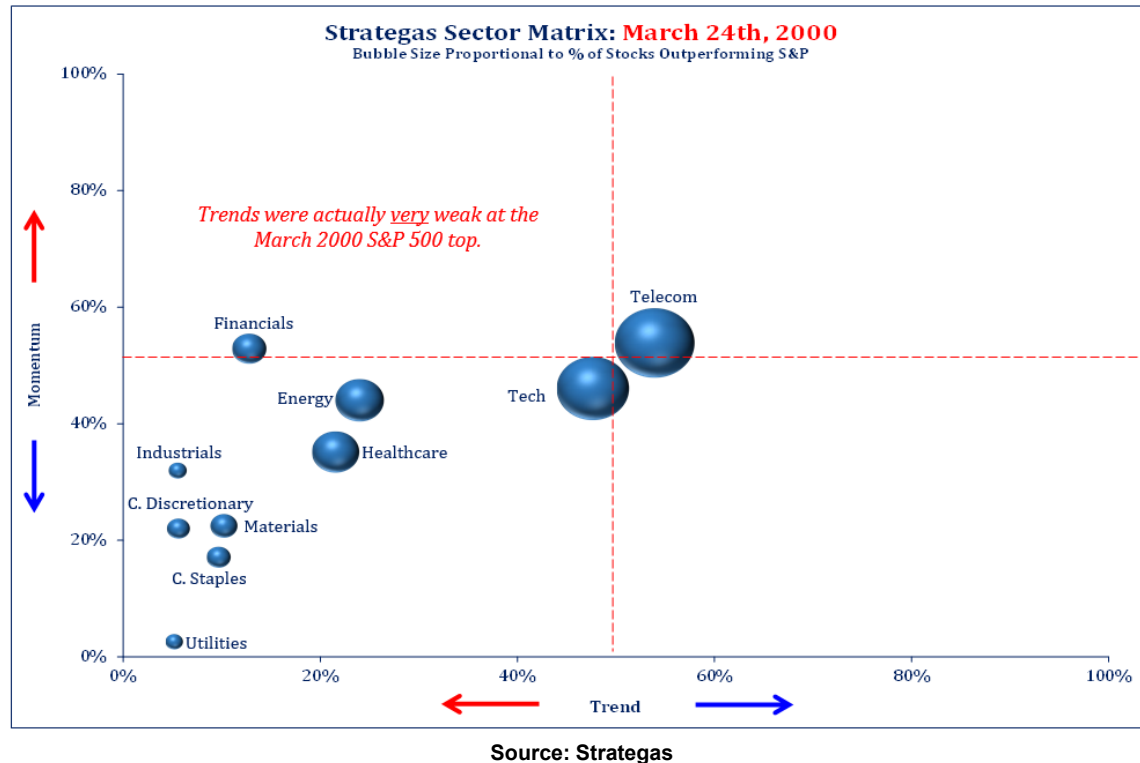 Strategas Sector Matrix: March 24th, 2000
Bubble Size Proportional to % of Stocks Outperforming S&P
100%
80%
Trends were actually very weak at the
March 2000 S&P 500 top.
60%
Telecom
Financials
Momentum
Energy
Tech
40%
Industrials
Healthcare
C. Discretionary
Materials
20%
C. Staples
Utilities
0%
0%
20%
40%
60%
80%
100%
Trend
Source: Strategas